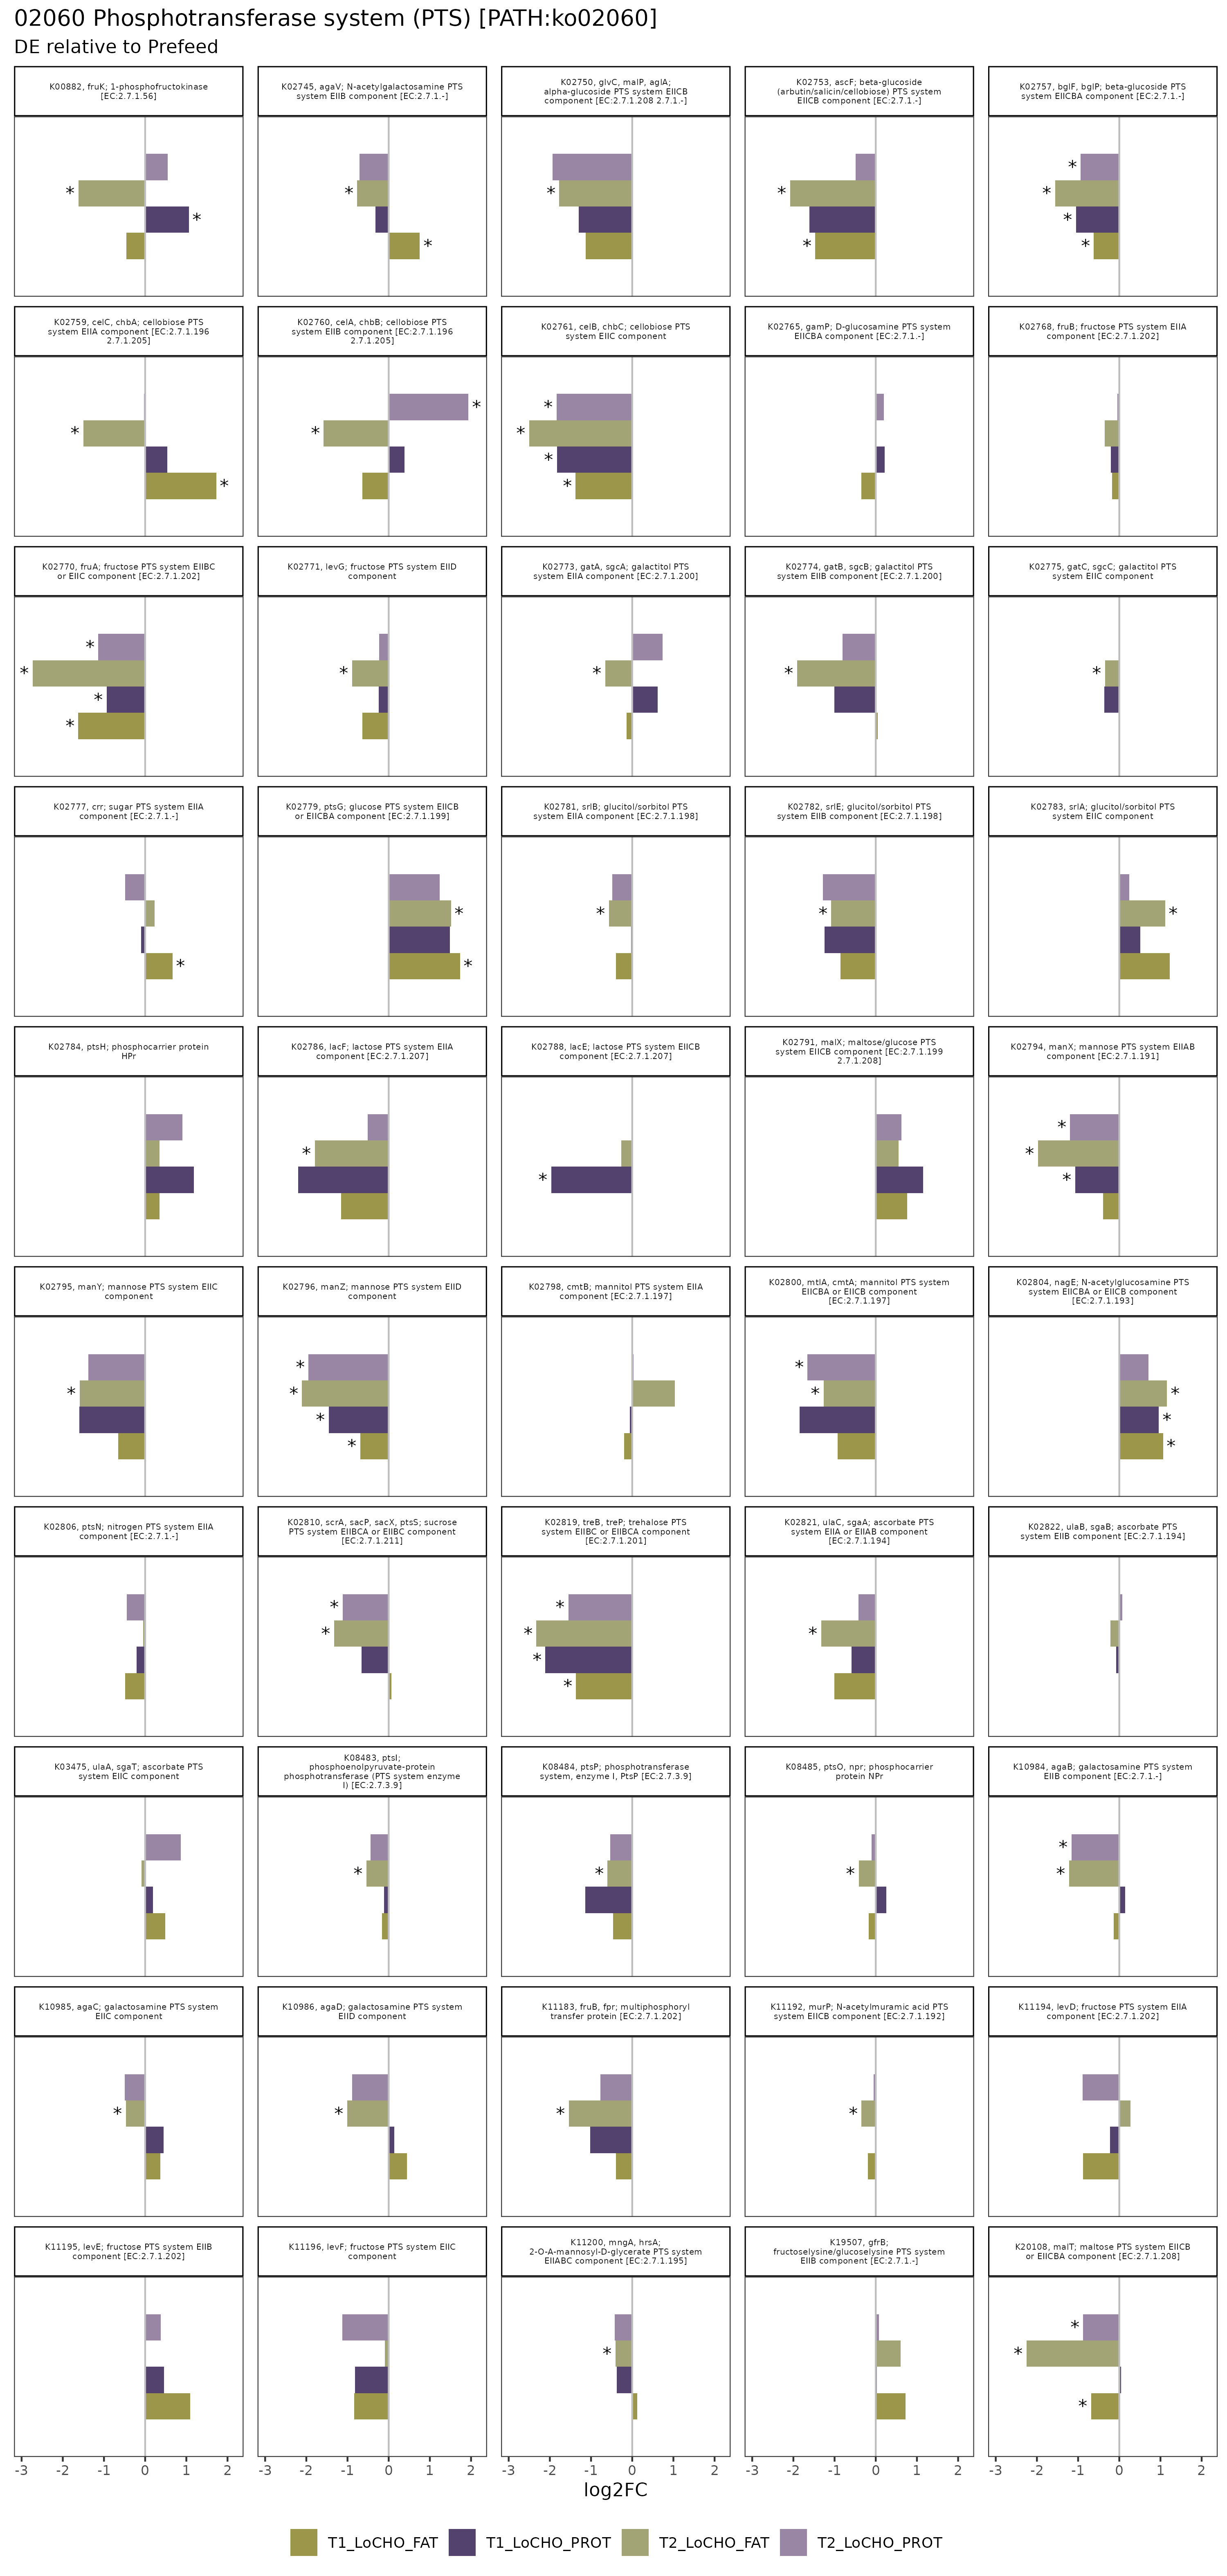 02060 Phosphotransferase system (PTS) [PATH:ko02060]
DE relative to Prefeed
K00882, fruK; 1-phosphofructokinase
[EC:2.7.1.56]
K02745, agaV; N-acetylgalactosamine PTS
system EIIB component [EC:2.7.1.-]
K02750, glvC, malP, aglA;
alpha-glucoside PTS system EIICB
component [EC:2.7.1.208 2.7.1.-]
K02753, ascF; beta-glucoside
(arbutin/salicin/cellobiose) PTS system
EIICB component [EC:2.7.1.-]
K02757, bglF, bglP; beta-glucoside PTS
system EIICBA component [EC:2.7.1.-]
* *
* *
*
* *
* * * *
K02759, celC, chbA; cellobiose PTS
system EIIA component [EC:2.7.1.196
2.7.1.205]
K02760, celA, chbB; cellobiose PTS
system EIIB component [EC:2.7.1.196
2.7.1.205]
K02761, celB, chbC; cellobiose PTS
system EIIC component
K02765, gamP; D-glucosamine PTS system
EIICBA component [EC:2.7.1.-]
K02768, fruB; fructose PTS system EIIA
component [EC:2.7.1.202]
* *
* *
* * * *
K02770, fruA; fructose PTS system EIIBC
or EIIC component [EC:2.7.1.202]
K02771, levG; fructose PTS system EIID
component
K02773, gatA, sgcA; galactitol PTS
system EIIA component [EC:2.7.1.200]
K02774, gatB, sgcB; galactitol PTS
system EIIB component [EC:2.7.1.200]
K02775, gatC, sgcC; galactitol PTS
system EIIC component
* * * *
*
*
*
*
K02777, crr; sugar PTS system EIIA
component [EC:2.7.1.-]
K02779, ptsG; glucose PTS system EIICB
or EIICBA component [EC:2.7.1.199]
K02781, srlB; glucitol/sorbitol PTS
system EIIA component [EC:2.7.1.198]
K02782, srlE; glucitol/sorbitol PTS
system EIIB component [EC:2.7.1.198]
K02783, srlA; glucitol/sorbitol PTS
system EIIC component
*
* *
*
*
*
K02784, ptsH; phosphocarrier protein
HPr
K02786, lacF; lactose PTS system EIIA
component [EC:2.7.1.207]
K02788, lacE; lactose PTS system EIICB
component [EC:2.7.1.207]
K02791, malX; maltose/glucose PTS
system EIICB component [EC:2.7.1.199
2.7.1.208]
K02794, manX; mannose PTS system EIIAB
component [EC:2.7.1.191]
*
*
* * *
K02795, manY; mannose PTS system EIIC
component
K02796, manZ; mannose PTS system EIID
component
K02798, cmtB; mannitol PTS system EIIA
component [EC:2.7.1.197]
K02800, mtlA, cmtA; mannitol PTS system
EIICBA or EIICB component
[EC:2.7.1.197]
K02804, nagE; N-acetylglucosamine PTS
system EIICBA or EIICB component
[EC:2.7.1.193]
*
* * * *
* *
* * *
K02806, ptsN; nitrogen PTS system EIIA
component [EC:2.7.1.-]
K02810, scrA, sacP, sacX, ptsS; sucrose
PTS system EIIBCA or EIIBC component
[EC:2.7.1.211]
K02819, treB, treP; trehalose PTS
system EIIBC or EIIBCA component
[EC:2.7.1.201]
K02821, ulaC, sgaA; ascorbate PTS
system EIIA or EIIAB component
[EC:2.7.1.194]
K02822, ulaB, sgaB; ascorbate PTS
system EIIB component [EC:2.7.1.194]
* *
* * * *
*
K03475, ulaA, sgaT; ascorbate PTS
system EIIC component
K08483, ptsI;
phosphoenolpyruvate-protein
phosphotransferase (PTS system enzyme
I) [EC:2.7.3.9]
K08484, ptsP; phosphotransferase
system, enzyme I, PtsP [EC:2.7.3.9]
K08485, ptsO, npr; phosphocarrier
protein NPr
K10984, agaB; galactosamine PTS system
EIIB component [EC:2.7.1.-]
*
*
*
* *
K10985, agaC; galactosamine PTS system
EIIC component
K10986, agaD; galactosamine PTS system
EIID component
K11183, fruB, fpr; multiphosphoryl
transfer protein [EC:2.7.1.202]
K11192, murP; N-acetylmuramic acid PTS
system EIICB component [EC:2.7.1.192]
K11194, levD; fructose PTS system EIIA
component [EC:2.7.1.202]
*
*
*
*
K11195, levE; fructose PTS system EIIB
component [EC:2.7.1.202]
K11196, levF; fructose PTS system EIIC
component
K11200, mngA, hrsA;
2-O-A-mannosyl-D-glycerate PTS system
EIIABC component [EC:2.7.1.195]
K19507, gfrB;
fructoselysine/glucoselysine PTS system
EIIB component [EC:2.7.1.-]
K20108, malT; maltose PTS system EIICB
or EIICBA component [EC:2.7.1.208]
*
* * *
-3 -2 -1 0 1 2
-3 -2 -1 0 1 2
-3 -2 -1 0 1 2
-3 -2 -1 0 1 2
-3 -2 -1 0 1 2
log2FC
T1_LoCHO_FAT T1_LoCHO_PROT T2_LoCHO_FAT T2_LoCHO_PROT